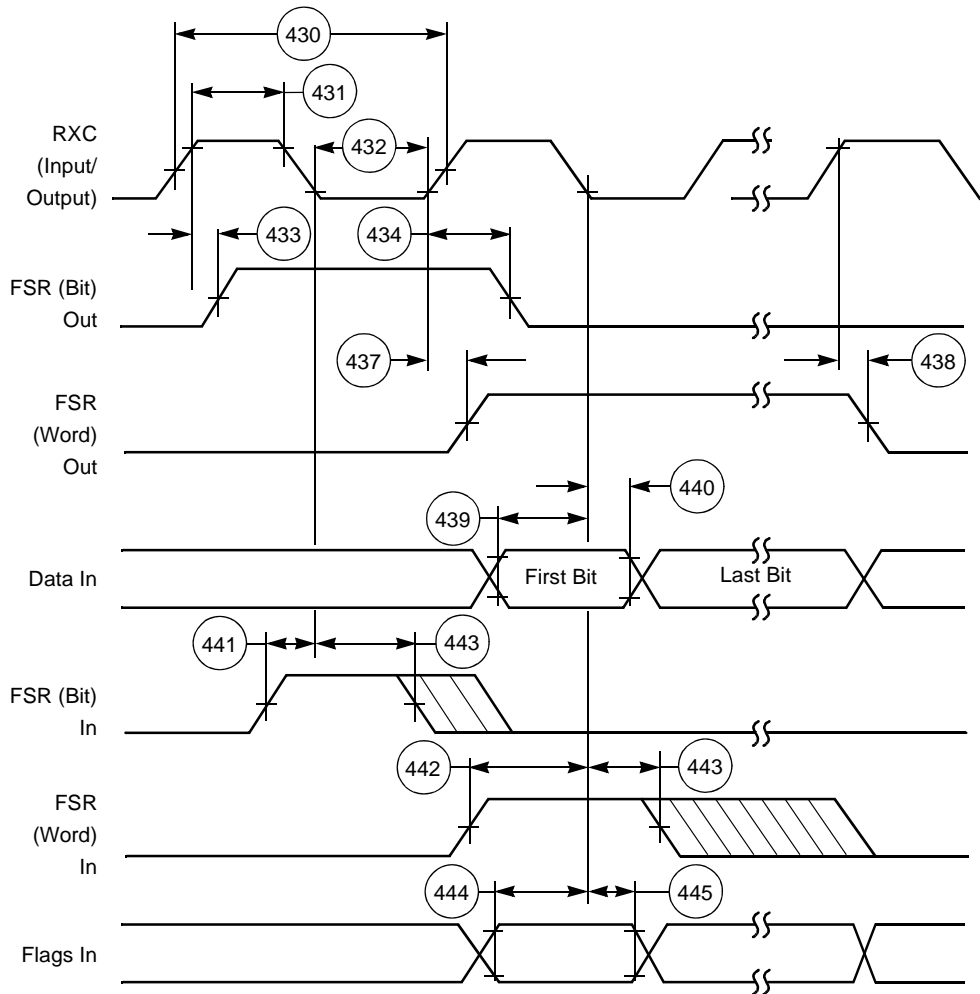 430
431
RXC
(Input/
Output)
432
433
434
FSR (Bit)
Out
437
438
FSR
(Word)
Out
440
439
Data In
First Bit
Last Bit
441
443
FSR (Bit)
In
442
443
FSR
(Word)
In
444
445
Flags In